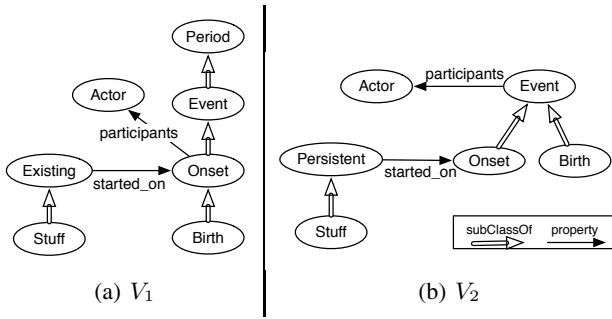 Period
Actor
Event
participants
Existing
started_on
Onset
Stuff
Birth
(a) V1
participants
Actor
Event
Persistent
started_on
Onset
Birth
Stuff
subClassOf
property
(b) V2